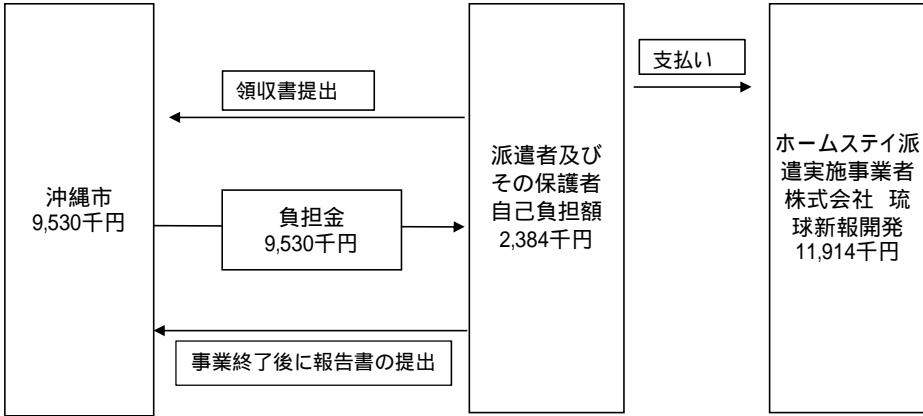 沖縄市
9,530千円
領収書提出
負担金
9,530千円
事業終了後に報告書の提出
派遣者及び
その保護者
自己負担額
2,384千円
支払い
ホームステイ派
遣実施事業者
株式会社 琉
球新報開発
11,914千円